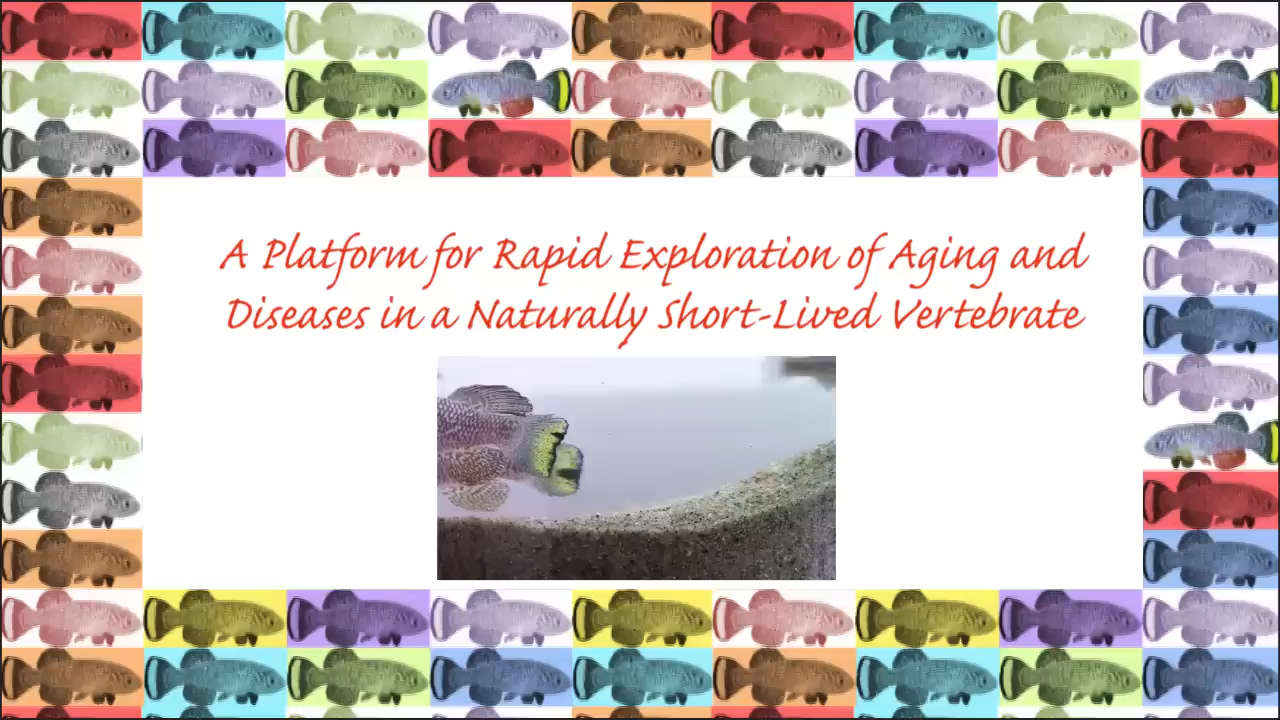 A Platform for Rapid Exploration of Aging and
Diseases in a Naturally Short-Lived Vertebrate